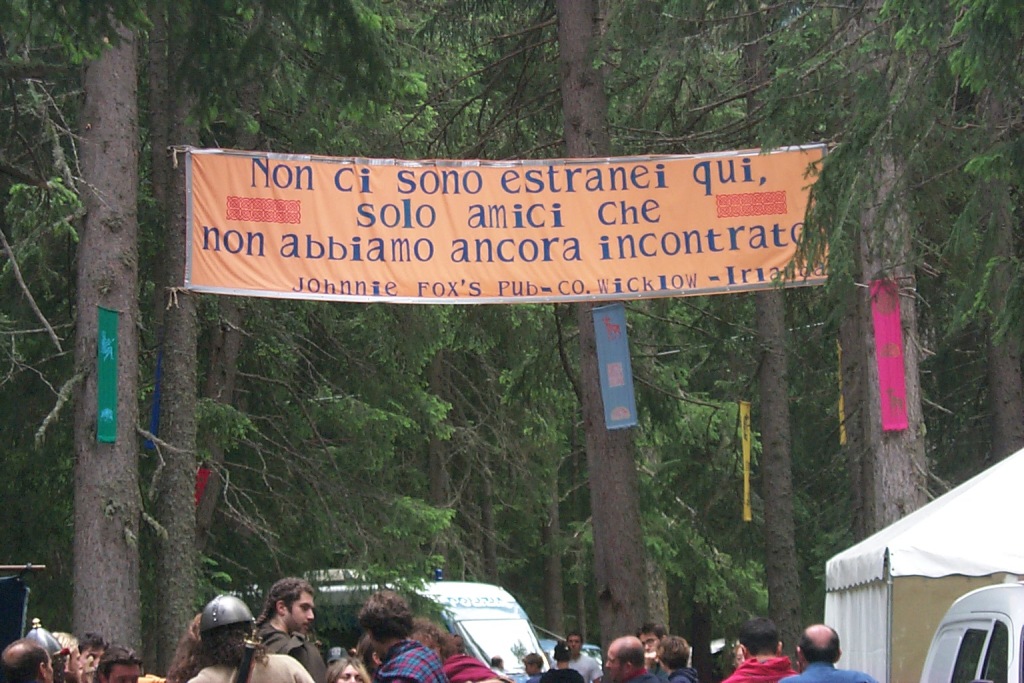 Non ci sono estranei qui,
solo amici che
non abbiamo ancora incontrato
Johnnie Fox's Pub-Co. Wicklow - Irlanda